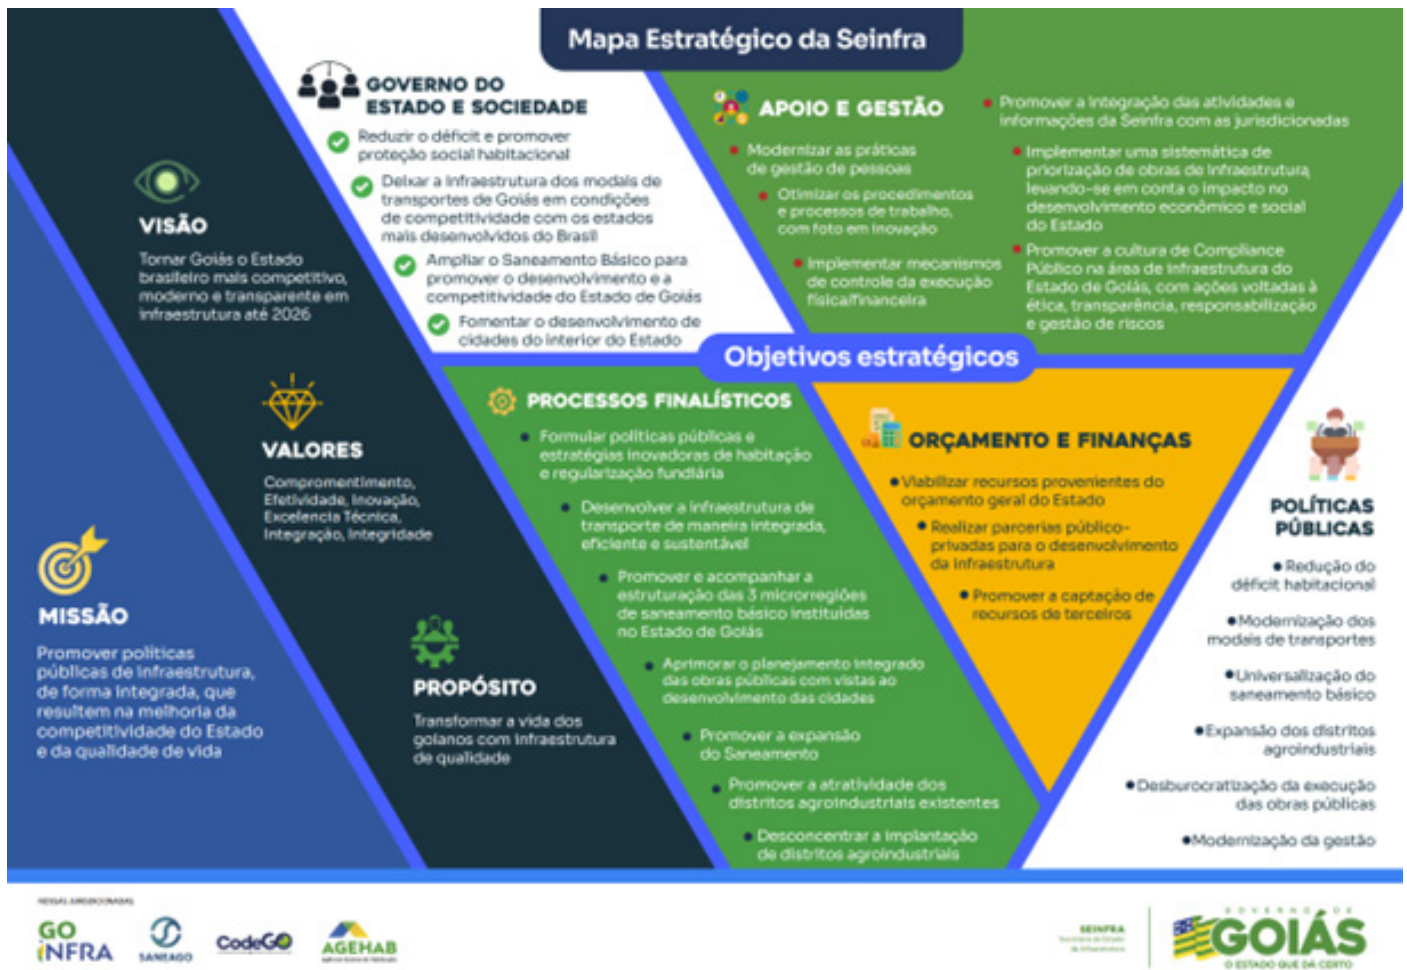 Mapa Estratégico da Seinfra
GOVERNO DO
ESTADO E SOCIEDADE
Reduzir o déficit e promover
proteção social habitacional
Deixar a Infraestrutura dos modais de
transportes de Goiás em condições
de competitividade com os estados
mais desenvolvidos do Brasil
Ampliar o Saneamento Básico para
promover o desenvolvimento e a
competitividade do Estado de Goiás
Fomentar o desenvolvimento de
cidades do interior do Estado
APOIO E GESTÃO
Modernizar as práticas
de gestão de pessoas
Otimizar os procedimentos
e processos de trabalho,
com foto em inovação
Implementar mecanismos
de controle da execução
física/financeira
Promover a integração das atividades e
informações da Seinfra com as jurisdicionadas
Implementar uma sistemática de
priorização de obras de infraestrutura,
levando-se em conta o impacto no
desenvolvimento econômico e social
do Estado
Promover a cultura de Compliance
Público na área de infraestrutura do
Estado de Goiás, com ações voltadas à
ética, transparência, responsabilização
e gestão de riscos
VISÃO
Tornar Goiás o Estado
brasileiro mais competitivo,
moderno e transparente em
infraestrutura até 2026
VALORES
Comprometimento,
Efetividade, Inovação,
Excelencia Técnica,
Integração, Integridade
MISSÃO
Promover políticas
públicas de infraestrutura,
de forma integrada, que
resultem na melhoria da
competitividade do Estado
e da qualidade de vida
PROPÓSITO
Transformar a vida dos
goianos com infraestrutura
de qualidade
Objetivos estratégicos
PROCESSOS FINALÍSTICOS
Formular políticas públicas e
estratégias inovadoras de habitação
e regularização fundiária
Desenvolver a infraestrutura de
transporte de maneira integrada,
eficiente e sustentável
Promover e acompanhar a
estruturação das 3 microrregiões
de saneamento básico instituídas
no Estado de Goiás
Aprimorar o planejamento integrado
das obras públicas com vistas ao
desenvolvimento das cidades
Promover a expansão
do Saneamento
Promover a atratividade dos
distritos agroindustriais existentes
Desconcentrar a implantação
de distritos agroindustriais
ORÇAMENTO E FINANÇAS
Viabilizar recursos provenientes do
orçamento geral do Estado
Realizar parcerias público-
privadas para o desenvolvimento
da infraestrutura
Promover a captação de
recursos de terceiros
POLÍTICAS
PÚBLICAS
Redução do
déficit habitacional
Modernização dos
modais de transportes
Universalização do
saneamento básico
Expansão dos distritos
agroindustriais
Desburocratização da execução
das obras públicas
Modernização da gestão
NOSSAS JURISDICIONADAS
GO
iNFRA
SANEAGO
CodeGO
AGEHAB
SEINFRA
Secretaria de Estado
da Infraestrutura
GOVERNO DE
GOIÁS
O ESTADO QUE DÁ CERTO